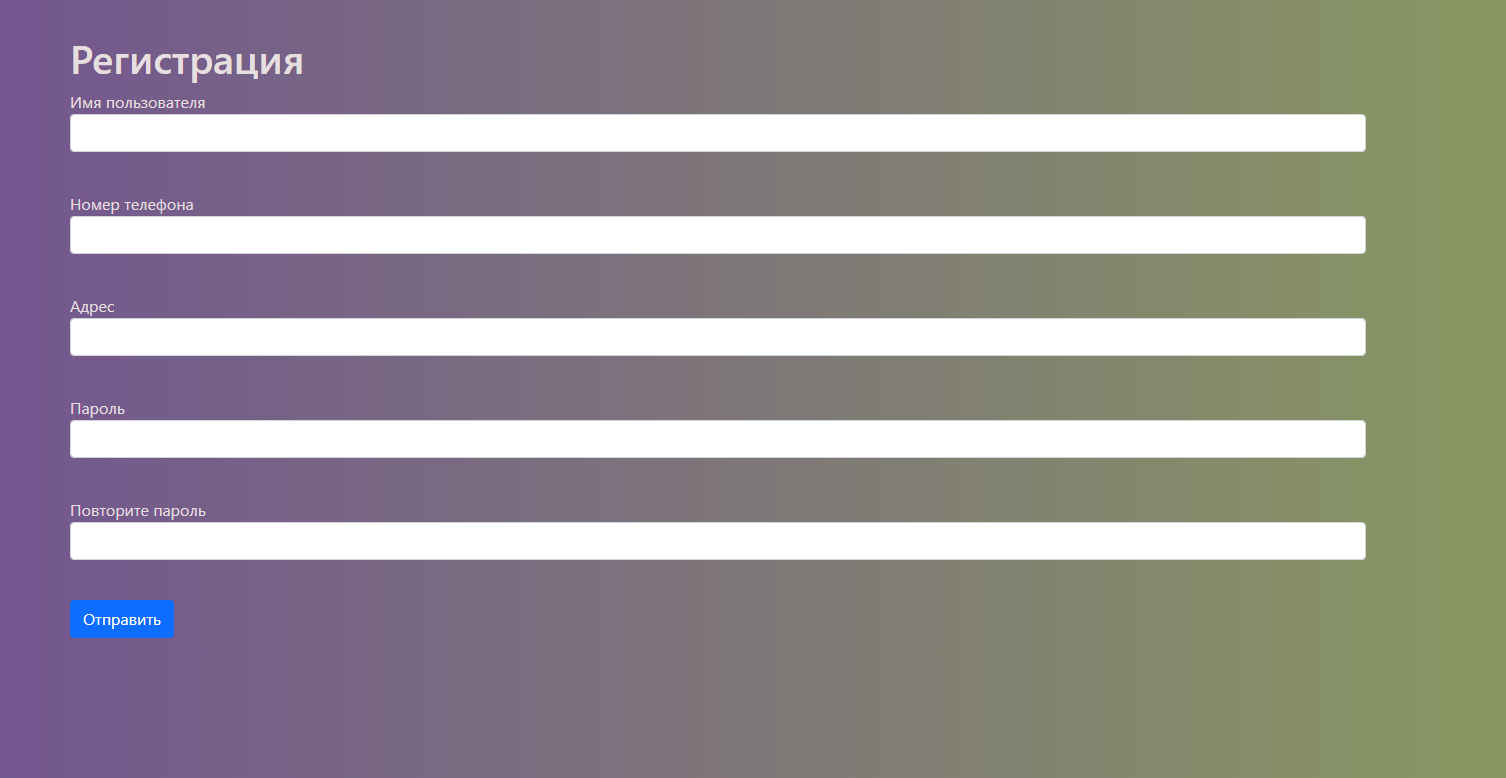 Регистрация
Имя пользователя
Номер телефона
Адрес
Пароль
Повторите пароль
Отправить